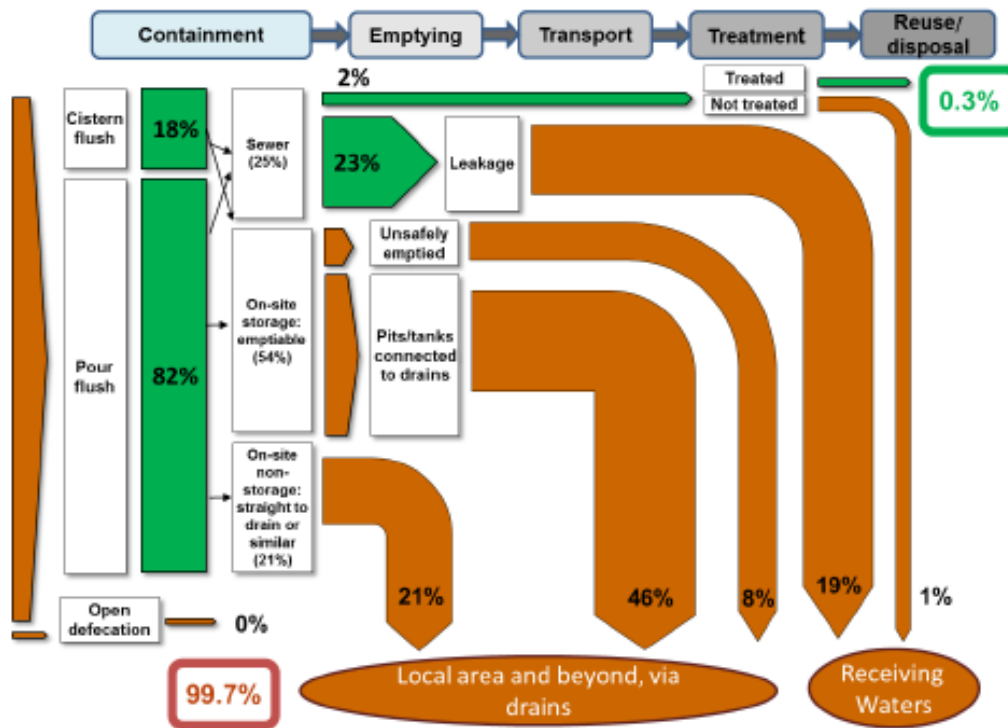 Containment
Emptying
Transport
Treatment
Reuse/
disposal
2%
Treated
Not treated
0.3%
Cistern
flush
18%
Sewer
(25%)
23%
Leakage
Unsafely
emptied
On-site
storage:
emptiable
(54%)
Pits/tanks
connected
to drains
Pour
flush
82%
On-site
non-
storage:
straight to
drain or
similar
(21%)
21%
46%
8%
19%
1%
Open
defecation
0%
99.7%
Local area and beyond, via
drains
Receiving
Waters